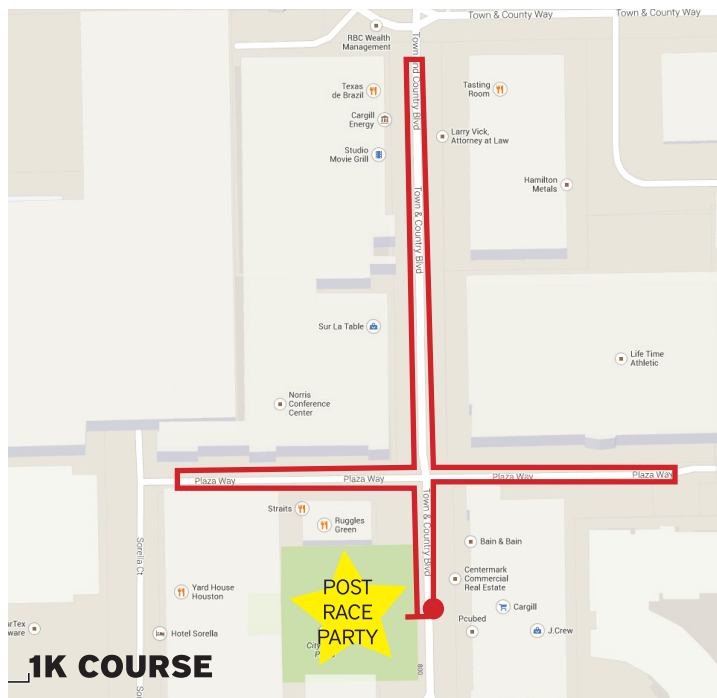 Town & County Way
Town & County Way
RBC Wealth
Management
Town and Country Blvd
Texas
de Brazil
Tasting
Room
Cargill
Energy
Larry Vick,
Attorney at Law
Studio
Movie Grill
Hamilton
Metals
Town & Country Blvd
Sur La Table
Life Time
Athletic
Norris
Conference
Center
Plaza Way
Plaza Way
Plaza Way
Plaza Way
Straits
Ruggles
Green
Town & Country Blvd
Sorella Ct
Bain & Bain
Centermark
Commercial
Real Estate
Yard House
Houston
POST
RACE
PARTY
Cargill
Pcubed
J.Crew
Hotel Sorella
800
1K COURSE